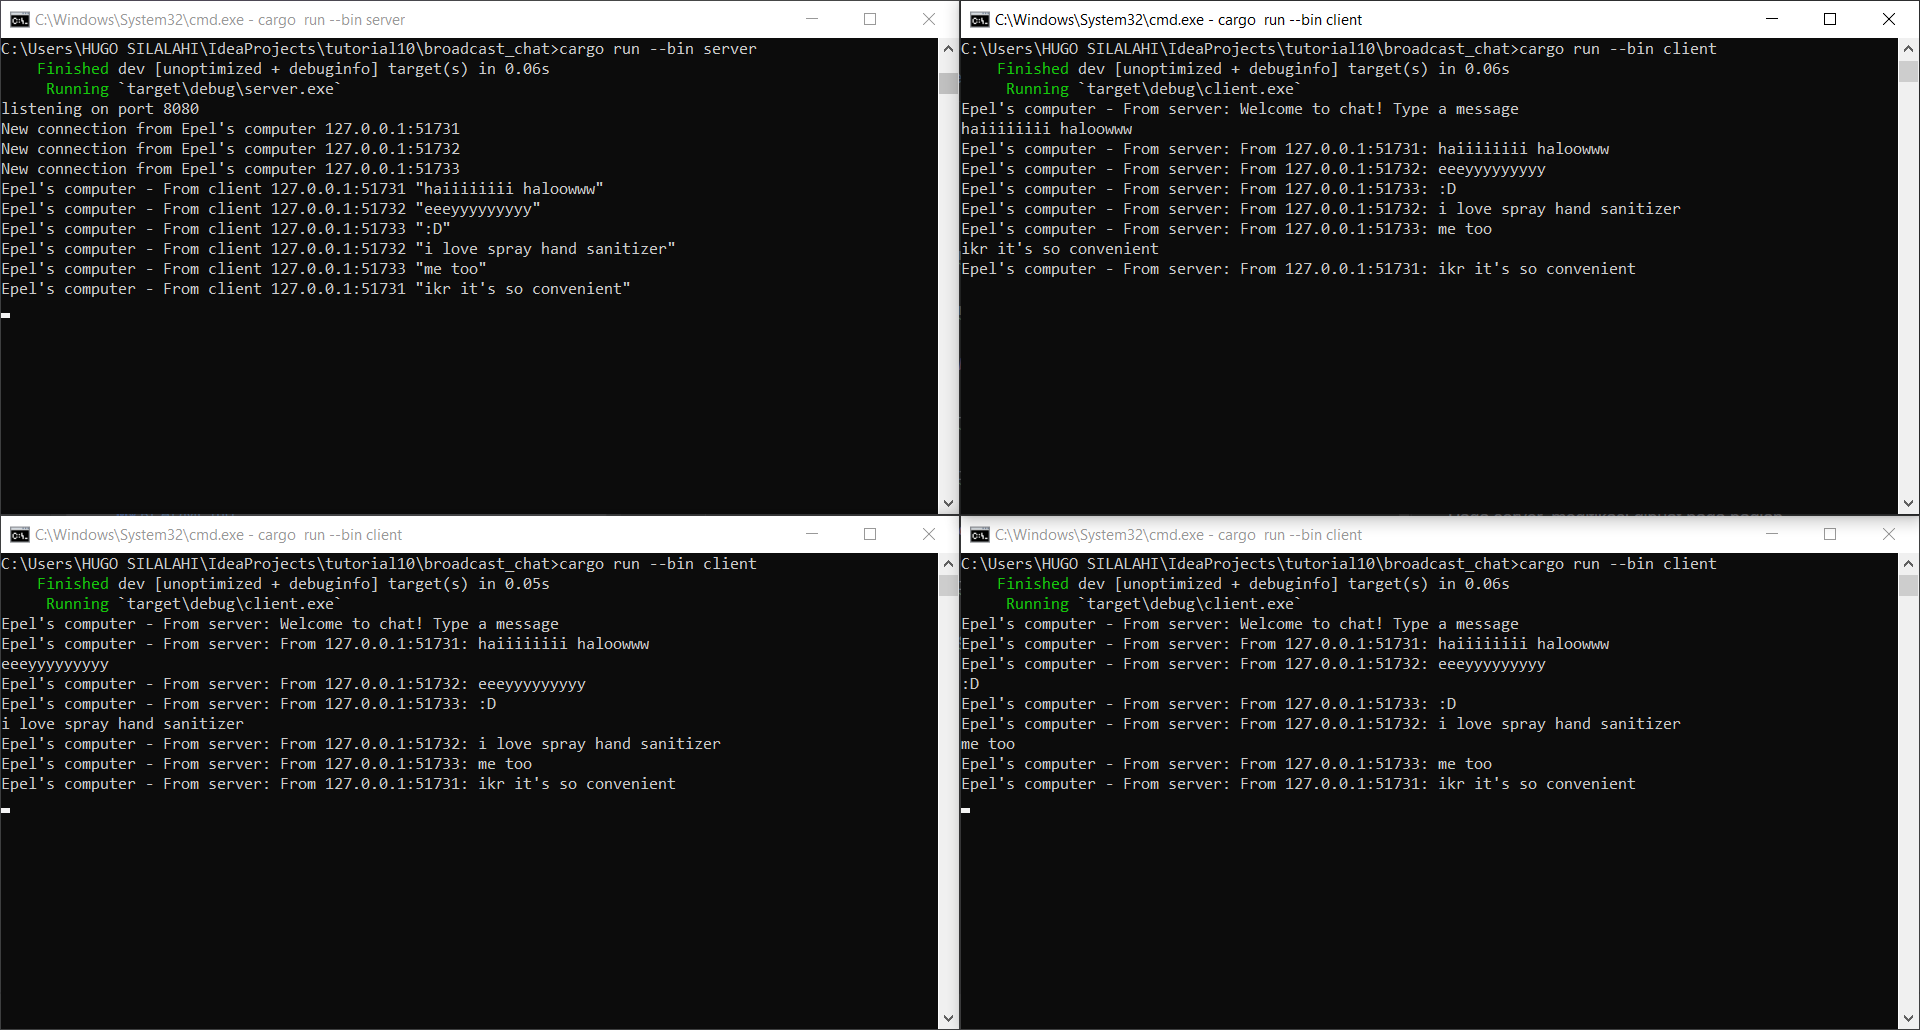 C:\Windows\System32\cmd.exe - cargo  run --bin server
C:\Users\HUGO SILALAHI\IdeaProjects\tutorial10\broadcast_chat>cargo run --bin server
    Finished dev [unoptimized + debuginfo] target(s) in 0.06s
     Running `target\debug\server.exe`
listening on port 8080
New connection from Epel's computer 127.0.0.1:51731
New connection from Epel's computer 127.0.0.1:51732
New connection from Epel's computer 127.0.0.1:51733
Epel's computer - From client 127.0.0.1:51731 "haiiiiiiii haloowww"
Epel's computer - From client 127.0.0.1:51732 "eeeyyyyyyyyy"
Epel's computer - From client 127.0.0.1:51733 ":D"
Epel's computer - From client 127.0.0.1:51732 "i love spray hand sanitizer"
Epel's computer - From client 127.0.0.1:51733 "me too"
Epel's computer - From client 127.0.0.1:51731 "ikr it's so convenient"
C:\Windows\System32\cmd.exe - cargo  run --bin client
C:\Users\HUGO SILALAHI\IdeaProjects\tutorial10\broadcast_chat>cargo run --bin client
    Finished dev [unoptimized + debuginfo] target(s) in 0.06s
     Running `target\debug\client.exe`
Epel's computer - From server: Welcome to chat! Type a message
haiiiiiiii haloowww
Epel's computer - From server: From 127.0.0.1:51731: haiiiiiiii haloowww
Epel's computer - From server: From 127.0.0.1:51732: eeeyyyyyyyyy
Epel's computer - From server: From 127.0.0.1:51733: :D
Epel's computer - From server: From 127.0.0.1:51732: i love spray hand sanitizer
Epel's computer - From server: From 127.0.0.1:51733: me too
ikr it's so convenient
Epel's computer - From server: From 127.0.0.1:51731: ikr it's so convenient
C:\Windows\System32\cmd.exe - cargo  run --bin client
C:\Users\HUGO SILALAHI\IdeaProjects\tutorial10\broadcast_chat>cargo run --bin client
    Finished dev [unoptimized + debuginfo] target(s) in 0.05s
     Running `target\debug\client.exe`
Epel's computer - From server: Welcome to chat! Type a message
Epel's computer - From server: From 127.0.0.1:51731: haiiiiiiii haloowww
eeeyyyyyyyyy
Epel's computer - From server: From 127.0.0.1:51732: eeeyyyyyyyyy
Epel's computer - From server: From 127.0.0.1:51733: :D
i love spray hand sanitizer
Epel's computer - From server: From 127.0.0.1:51732: i love spray hand sanitizer
Epel's computer - From server: From 127.0.0.1:51733: me too
Epel's computer - From server: From 127.0.0.1:51731: ikr it's so convenient
C:\Windows\System32\cmd.exe - cargo  run --bin client
C:\Users\HUGO SILALAHI\IdeaProjects\tutorial10\broadcast_chat>cargo run --bin client
    Finished dev [unoptimized + debuginfo] target(s) in 0.06s
     Running `target\debug\client.exe`
Epel's computer - From server: Welcome to chat! Type a message
Epel's computer - From server: From 127.0.0.1:51731: haiiiiiiii haloowww
Epel's computer - From server: From 127.0.0.1:51732: eeeyyyyyyyyy
:D
Epel's computer - From server: From 127.0.0.1:51733: :D
Epel's computer - From server: From 127.0.0.1:51732: i love spray hand sanitizer
me too
Epel's computer - From server: From 127.0.0.1:51733: me too
Epel's computer - From server: From 127.0.0.1:51731: ikr it's so convenient